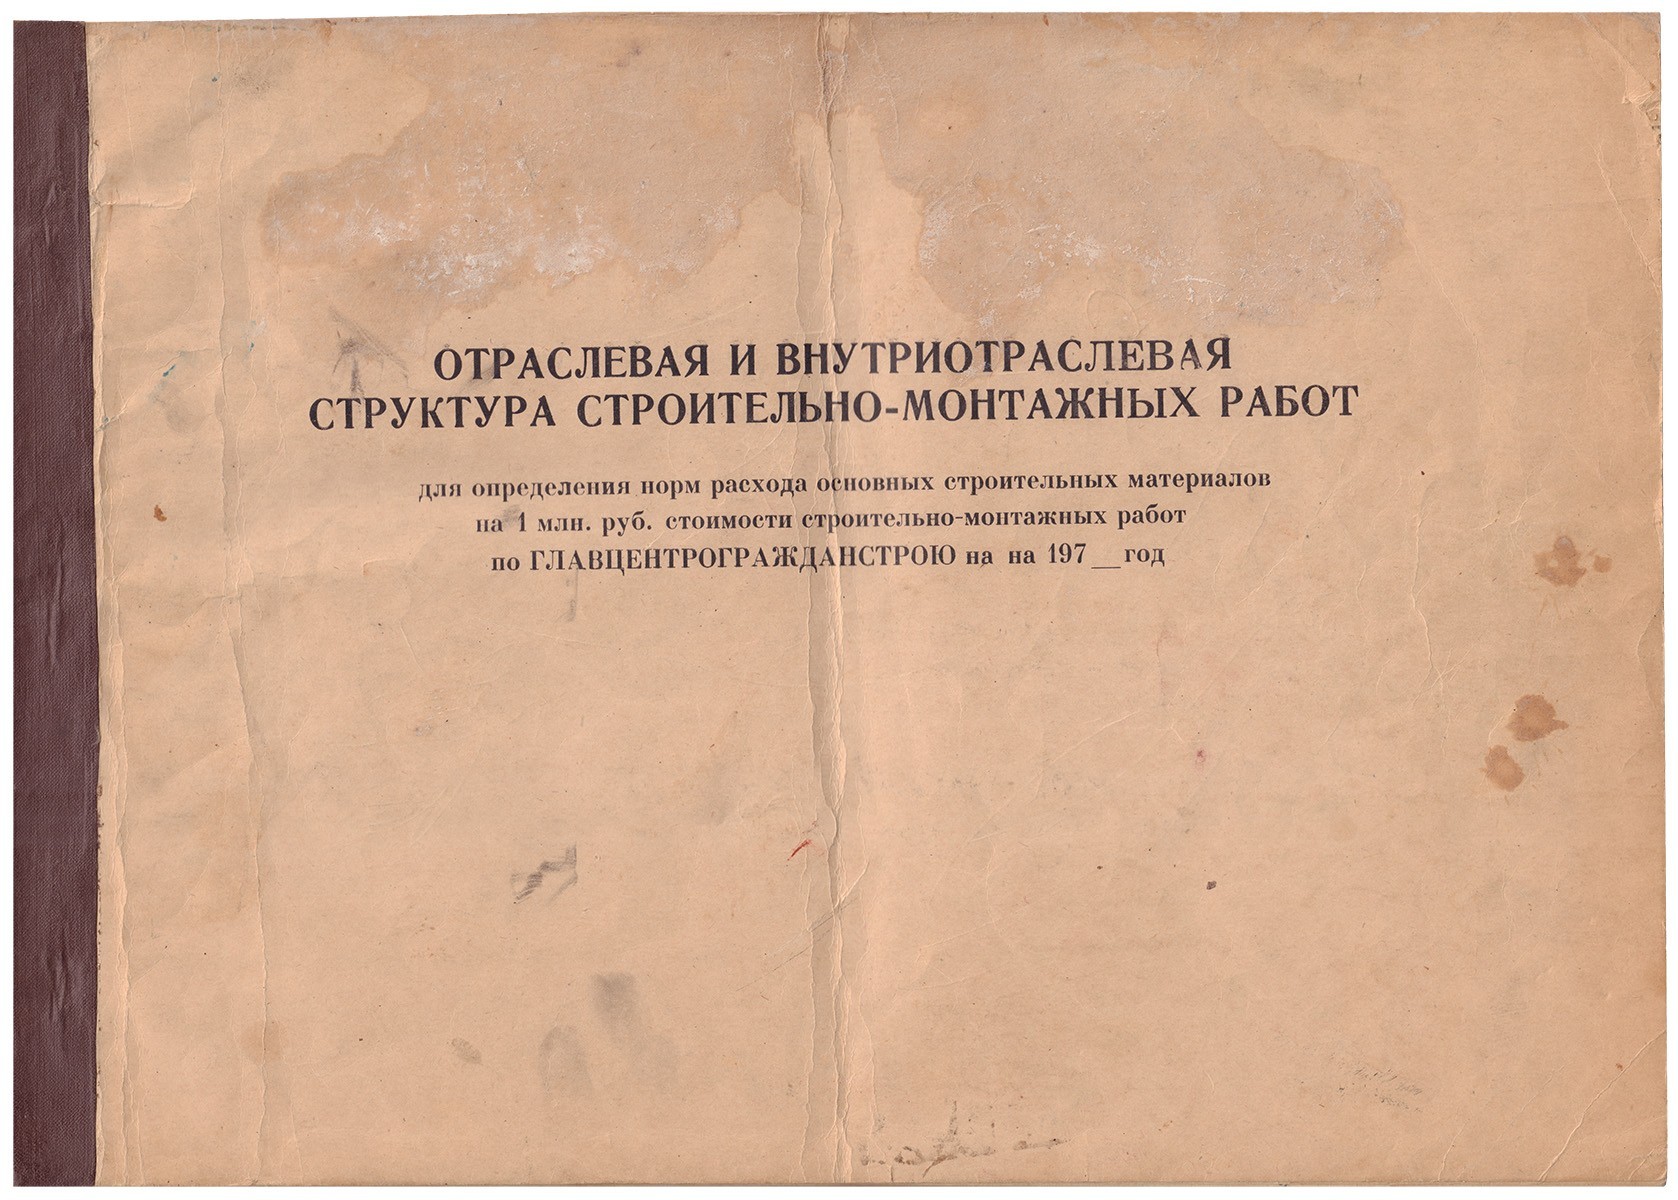 ОТРАСЛЕВАЯ И ВНУТРИОТРАСЛЕВАЯ
СТРУКТУРА СТРОИТЕЛЬНО-МОНТАЖНЫХ РАБОТ
для определения норм расхода основных строительных материалов
на 1 млн. руб. стоимости строительно-монтажных работ
по ГЛАВЦЕНТРОГРАЖДАНСТРОЮ на на 197__год